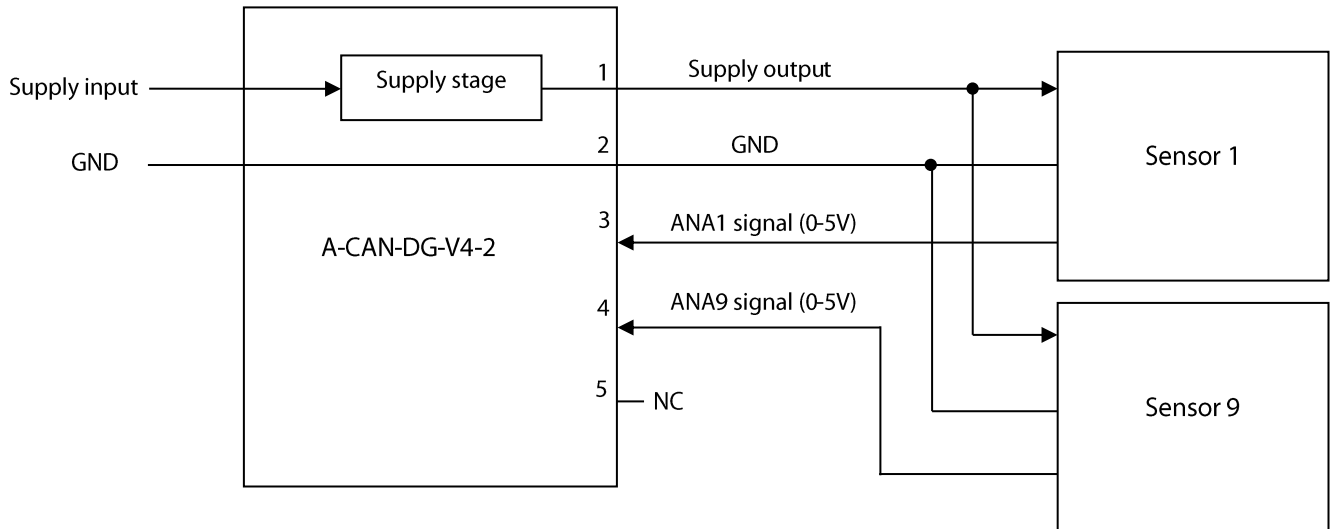 Supply input
Supply stage
1
Supply output
GND
2
GND
Sensor 1
3
ANA1 signal (0-5V)
A-CAN-DG-V4-2
4
ANA9 signal (0-5V)
5
NC
Sensor 9